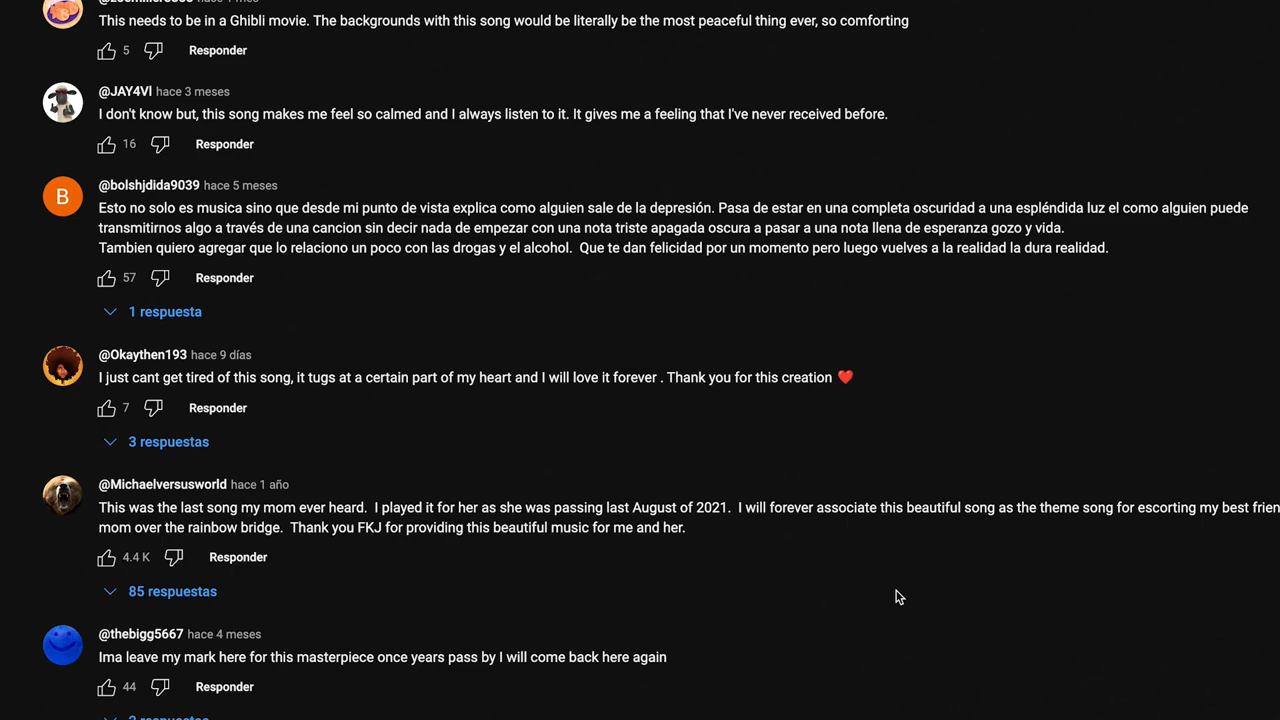 hace 1 mes
This needs to be in a Ghibli movie. The backgrounds with this song would be literally be the most peaceful thing ever, so comforting
5 Responder
@JAY4Vl hace 3 meses
I don't know but, this song makes me feel so calmed and I always listen to it. It gives me a feeling that I've never received before.
16 Responder
B
@bolshjdida9039 hace 5 meses
Esto no solo es musica sino que desde mi punto de vista explica como alguien sale de la depresión. Pasa de estar en una completa oscuridad a una espléndida luz el como alguien puede
transmitirnos algo a través de una cancion sin decir nada de empezar con una nota triste apagada oscura a pasar a una nota llena de esperanza gozo y vida.
Tambien quiero agregar que lo relaciono un poco con las drogas y el alcohol. Que te dan felicidad por un momento pero luego vuelves a la realidad la dura realidad.
57 Responder
1 respuesta
@Okaythen193 hace 9 días
I just cant get tired of this song, it tugs at a certain part of my heart and I will love it forever . Thank you for this creation ❤️
7 Responder
3 respuestas
@Michaelversusworld hace 1 año
This was the last song my mom ever heard. I played it for her as she was passing last August of 2021. I will forever associate this beautiful song as the theme song for escorting my best frien
mom over the rainbow bridge. Thank you FKJ for providing this beautiful music for me and her.
4.4 K Responder
85 respuestas
@thebigg5667 hace 4 meses
Ima leave my mark here for this masterpiece once years pass by I will come back here again
44 Responder
respuestas